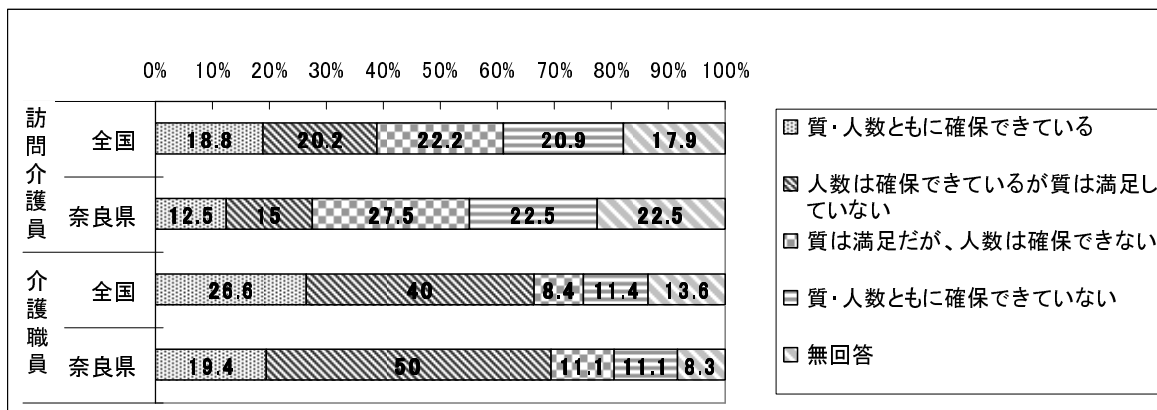 0% 10% 20% 30% 40% 50% 60% 70% 80% 90% 100%
訪問介護員
全国
18.8 20.2 22.2 20.9 17.9
奈良県
12.5 15 27.5 22.5 22.5
介護職員
全国
26.6 40 8.4 11.4 13.6
奈良県
19.4 50 11.1 11.1 8.3
質・人数ともに確保できている
人数は確保できているが質は満足し
ていない
質は満足だが、人数は確保できない
質・人数ともに確保できていない
無回答